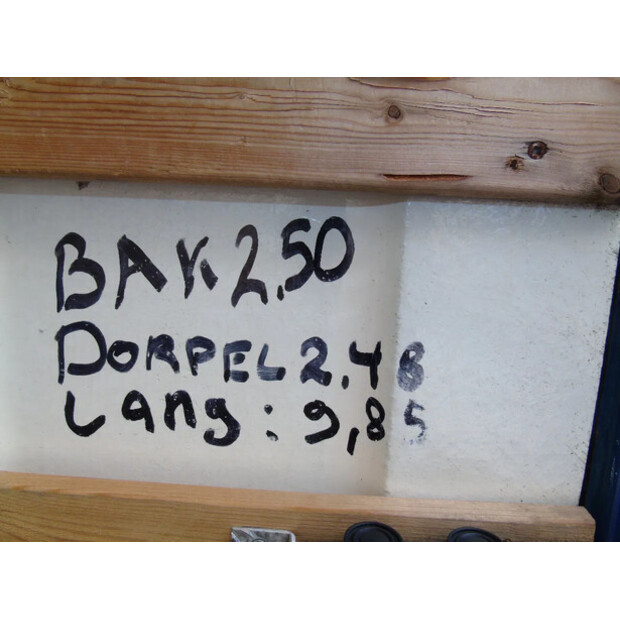 BAK 2.50
DORPEL 2.48
Lang: 9,85